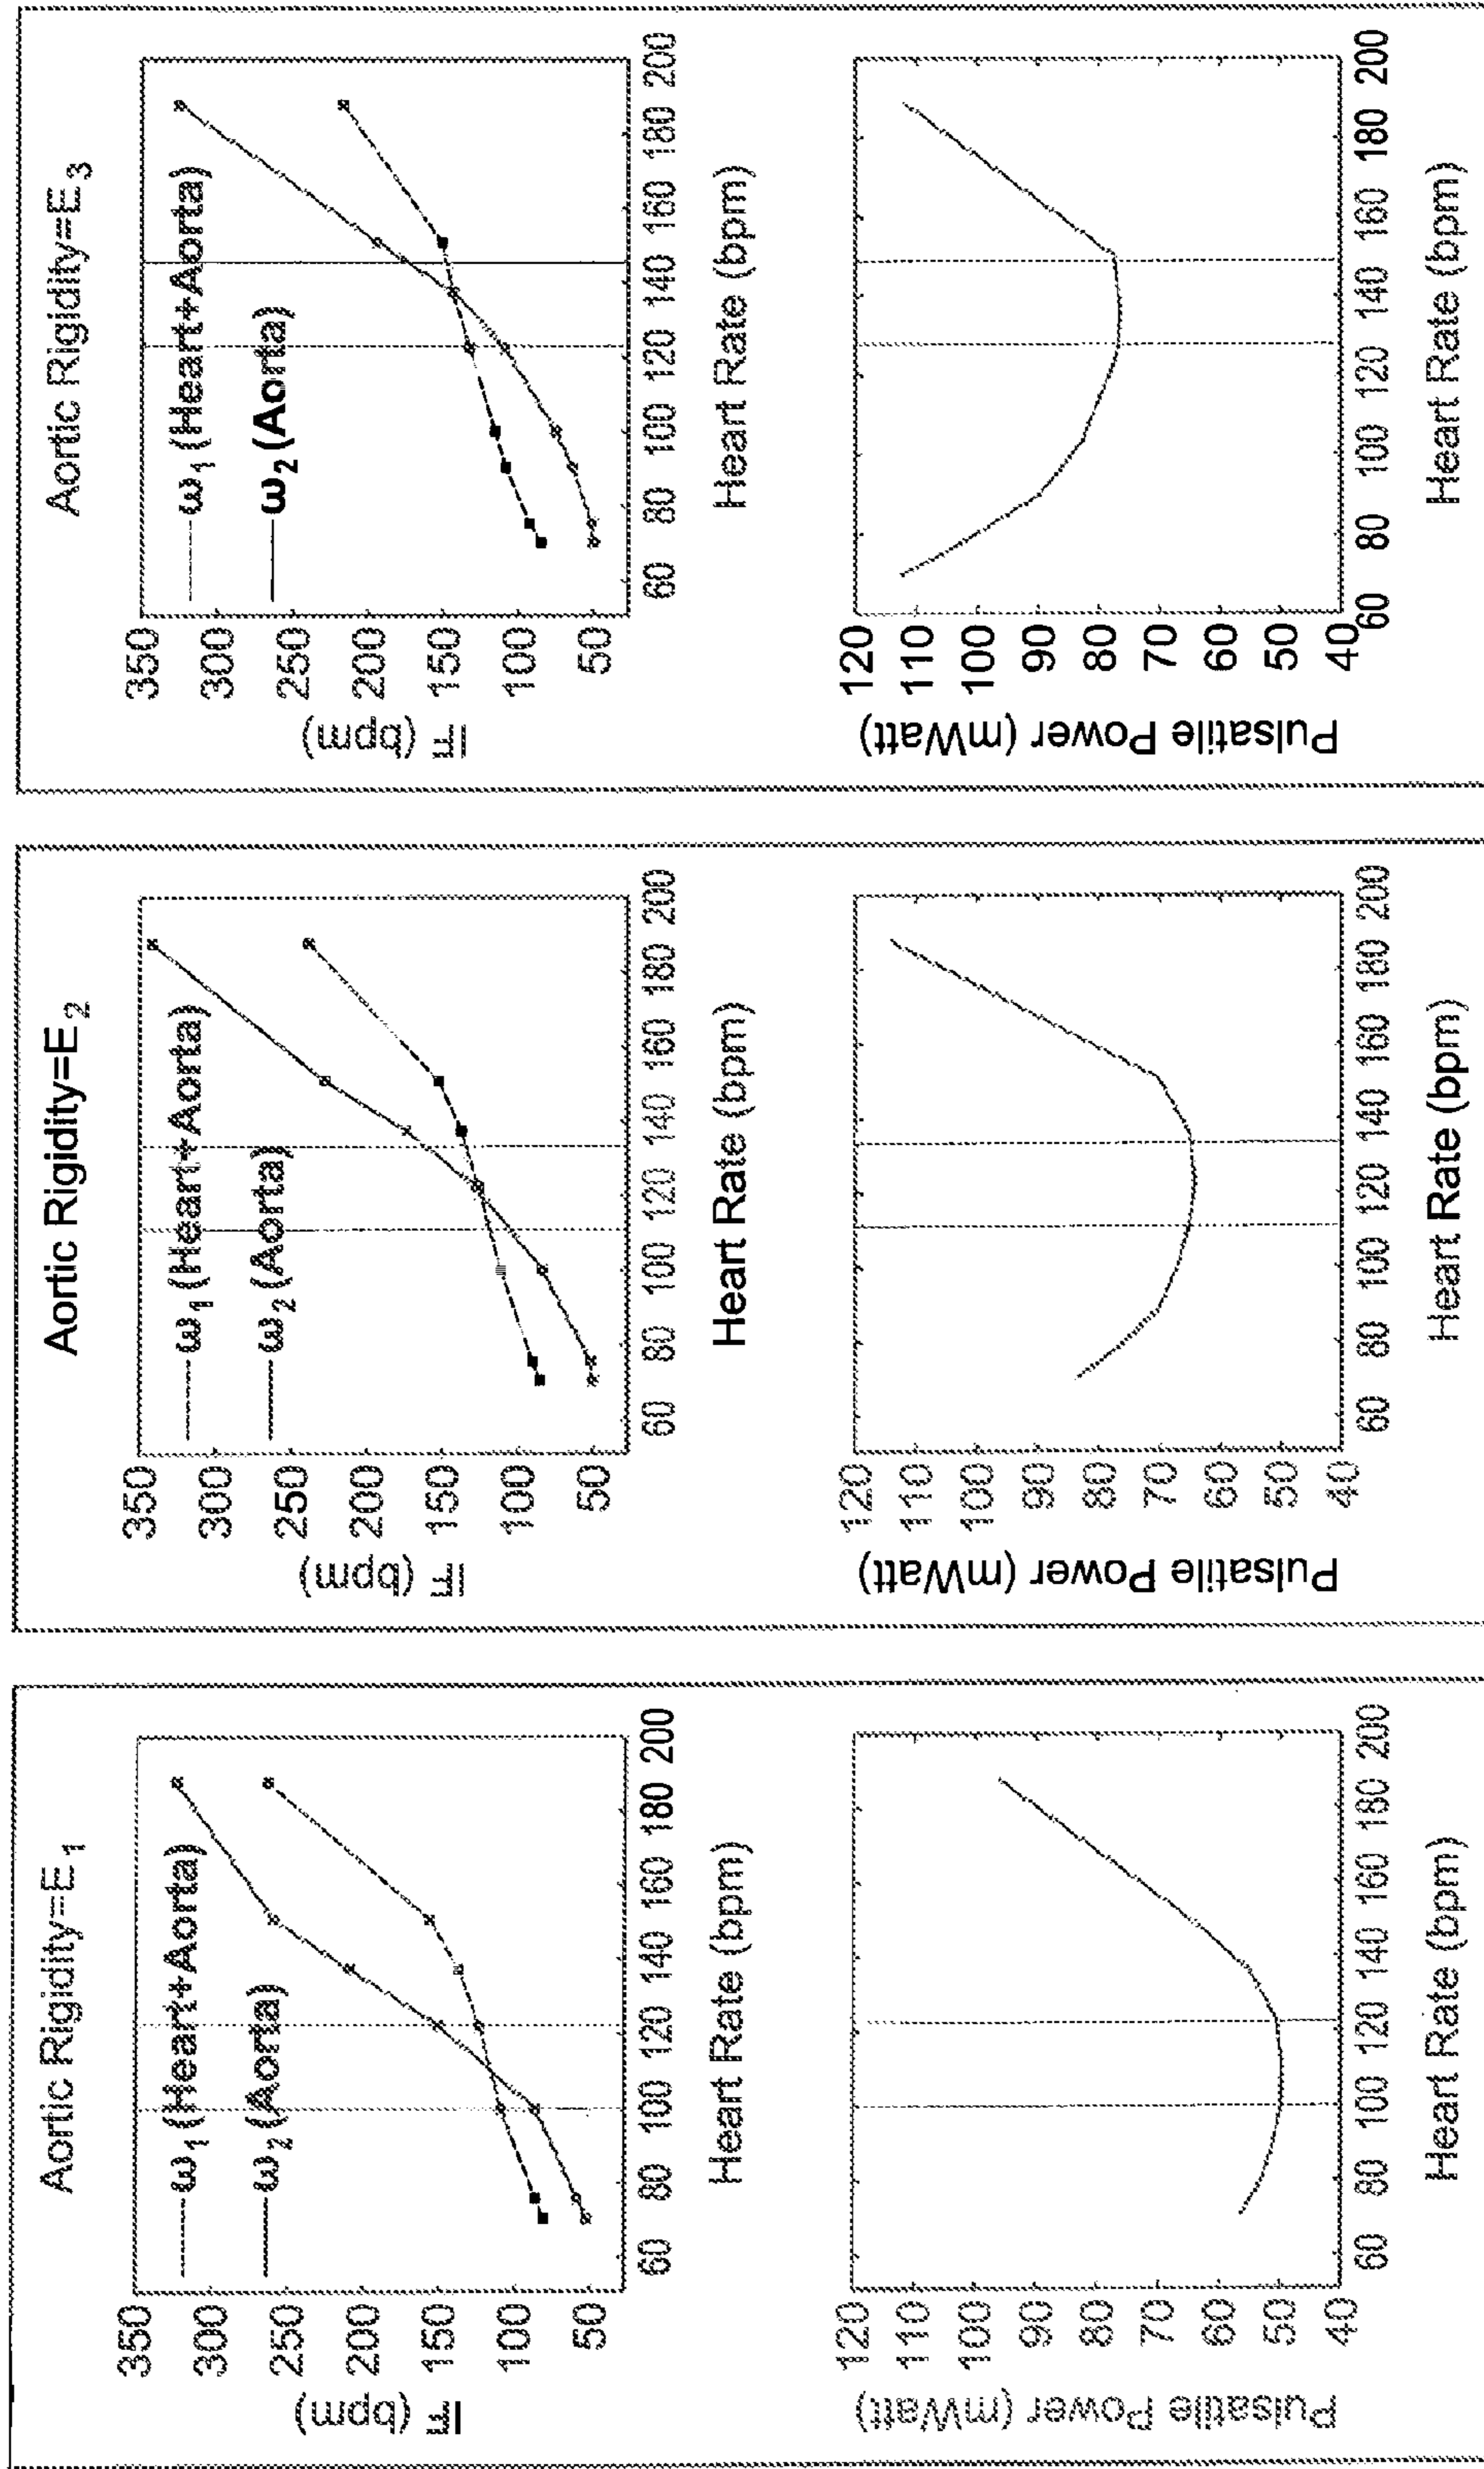 Aortic Rigidity=E1
350
300
250
200
150
100
50
IF (bpm)
ω1 (Heart+Aorta)
ω2 (Aorta)
60 80 100 120 140 160 180 200
Heart Rate (bpm)
120
110
100
90
80
70
60
50
40
Pulsatile Power (mWatt)
60 80 100 120 140 160 180 200
Heart Rate (bpm)
Aortic Rigidity=E2
350
300
250
200
150
100
50
IF (bpm)
ω1 (Heart+Aorta)
ω2 (Aorta)
60 80 100 120 140 160 180 200
Heart Rate (bpm)
120
110
100
90
80
70
60
50
40
Pulsatile Power (mWatt)
60 80 100 120 140 160 180 200
Heart Rate (bpm)
Aortic Rigidity=E3
350
300
250
200
150
100
50
IF (bpm)
ω1 (Heart+Aorta)
ω2 (Aorta)
60 80 100 120 140 160 180 200
Heart Rate (bpm)
120
110
100
90
80
70
60
50
40
Pulsatile Power (mWatt)
60 80 100 120 140 160 180 200
Heart Rate (bpm)